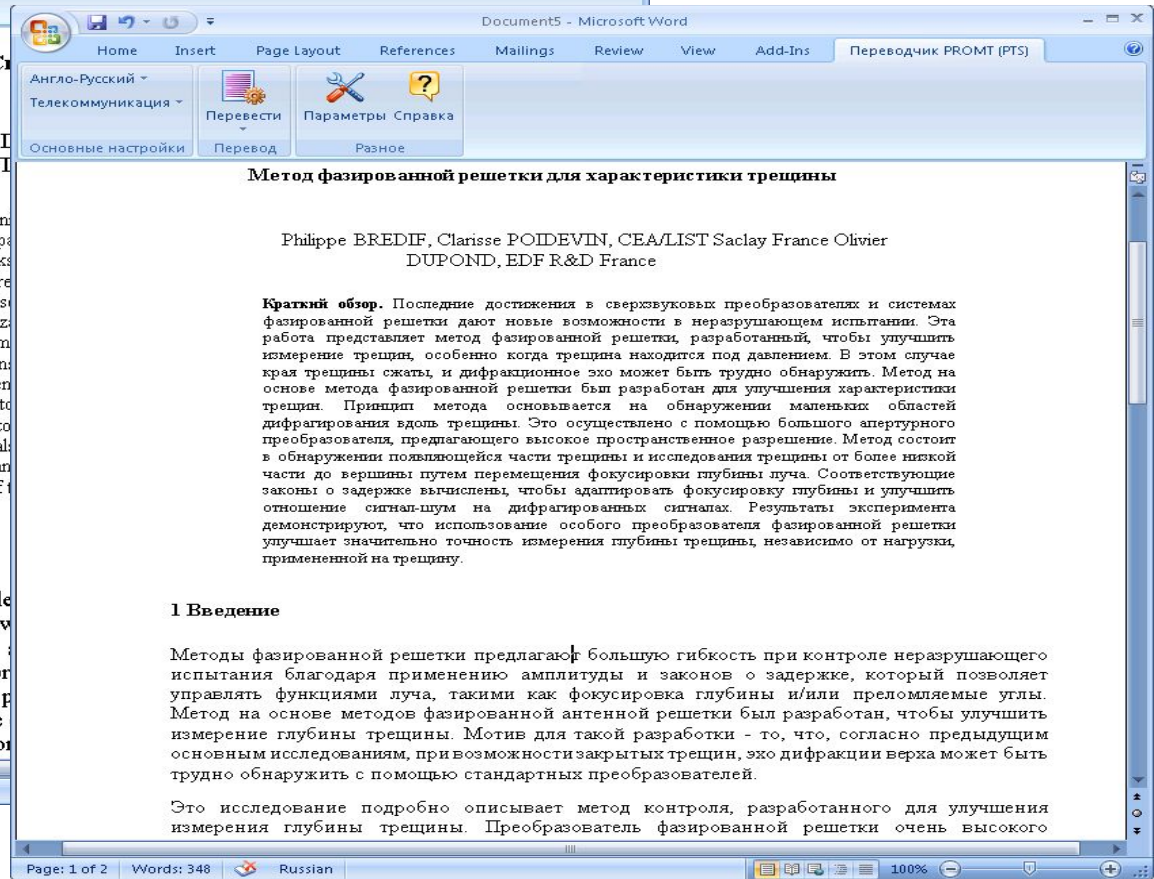 Document5 - Microsoft Word
Home Insert Page Layout References Mailings Review View Add-Ins Переводчик PROMT (PTS)
Англо-Русский
Телекоммуникация
Перевести
Параметры Справка
Основные настройки Перевод Разное
Метод фазированной решетки для характеристики трещины
Philippe BREDIF, Clarisse POIDEVIN, CEA/LIST Saclay France Olivier
DUPOND, EDF R&D France
Краткий обзор. Последние достижения в сверхзвуковых преобразователях и системах
фазированной решетки дают новые возможности в неразрушающем испытании. Эта
работа представляет метод фазированной решетки, разработанный, чтобы улучшить
измерение трещин, особенно когда трещина находится под давлением. В этом случае
края трещины сжаты, и дифракционное эхо может быть трудно обнаружить. Метод на
основе метода фазированной решетки был разработан для улучшения характеристики
трещин. Принцип метода основывается на обнаружении маленьких областей
дифрагирования вдоль трещины. Это осуществлено с помощью большого апертурного
преобразователя, предлагающего высокое пространственное разрешение. Метод состоит
в обнаружении появляющейся части трещины и исследования трещины от более низкой
части до вершины путем перемещения фокусировки глубины луча. Соответствующие
законы о задержке вычислены, чтобы адаптировать фокусировку глубины и улучшить
отношение сигнал-шум на дифрагированных сигналах. Результаты эксперимента
демонстрируют, что использование особого преобразователя фазированной решетки
улучшает значительно точность измерения глубины трещины, независимо от нагрузки,
примененной на трещину.
1 Введение
Методы фазированной решетки предлагают большую гибкость при контроле неразрушающего
испытания благодаря применению амплитуды и законов о задержке, который позволяет
управлять функциями луча, такими как фокусировка глубины и/или преломляемые углы.
Метод на основе методов фазированной антенной решетки был разработан, чтобы улучшить
измерение глубины трещины. Мотив для такой разработки - то, что, согласно предыдущим
основным исследованиям, при возможности закрытых трещин, эхо дифракции верха может быть
трудно обнаружить с помощью стандартных преобразователей.
Это исследование подробно описывает метод контроля, разработанного для улучшения
измерения глубины трещины. Преобразователь фазированной решетки очень высокого
Page: 1 of 2 Words: 348 Russian 100%